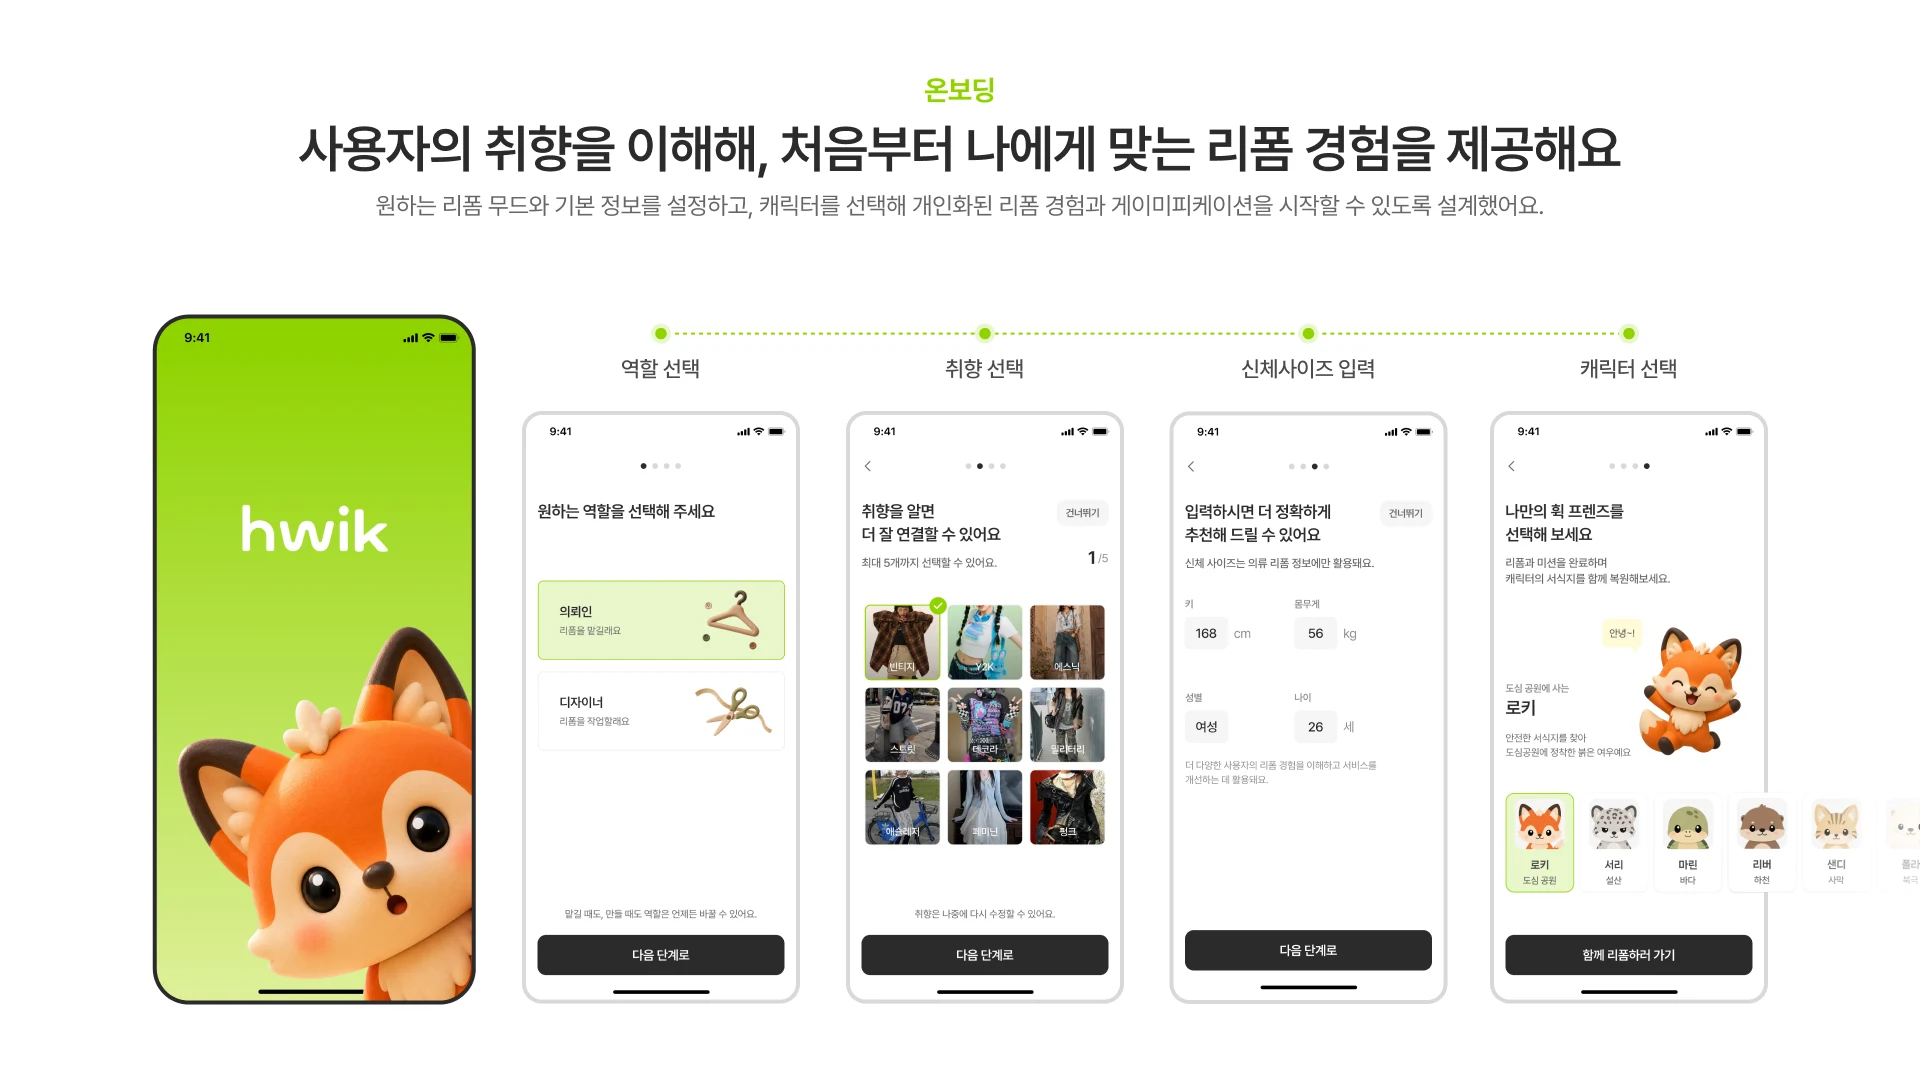 온보딩
사용자의 취향을 이해해, 처음부터 나에게 맞는 리폼 경험을 제공해요
원하는 리폼 무드와 기본 정보를 설정하고, 캐릭터를 선택해 개인화된 리폼 경험과 게이미피케이션을 시작할 수 있도록 설계했어요.
9:41
hwik
역할 선택
9:41
원하는 역할을 선택해 주세요
의뢰인
리폼을 맡길래요
디자이너
리폼을 작업할래요
맡길 때도, 만들 때도 역할은 언제든 바꿀 수 있어요.
다음 단계로
취향 선택
9:41
취향을 알면
더 잘 연결할 수 있어요
건너뛰기
최대 5개까지 선택할 수 있어요.
1/5
빈티지
Y2K
에스닉
스트릿
데코라
밀리터리
애슬레저
페미닌
펑크
취향은 나중에 다시 수정할 수 있어요.
다음 단계로
신체사이즈 입력
9:41
입력하시면 더 정확하게
추천해 드릴 수 있어요
건너뛰기
신체 사이즈는 의류 리폼 정보에만 활용돼요.
키
몸무게
168 cm
56 kg
성별
나이
여성
26 세
더 다양한 사용자의 리폼 경험을 이해하고 서비스를
개선하는 데 활용돼요.
다음 단계로
캐릭터 선택
9:41
나만의 휙 프렌즈를
선택해 보세요
리폼과 미션을 완료하며
캐릭터의 서식지를 함께 복원해보세요.
안녕~!
도심 공원에 사는
로키
안전한 서식지를 찾아
도심공원에 정착한 붉은 여우예요
로키
도심 공원
서리
설산
마린
바다
리버
하천
샌디
사막
폴라
북극
함께 리폼하러 가기